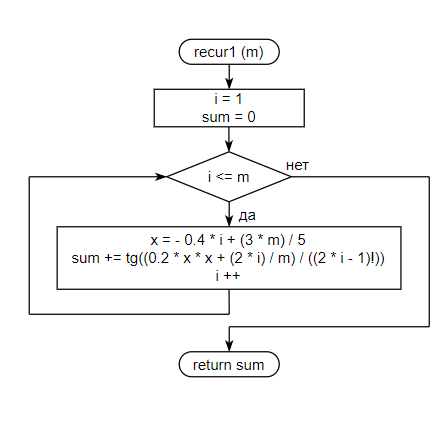 recur1 (m)
i = 1
sum = 0
i <= m
нет
да
x = - 0.4 * i + (3 * m) / 5
sum += tg((0.2 * x * x + (2 * i) / m) / ((2 * i - 1)!))
i ++
return sum